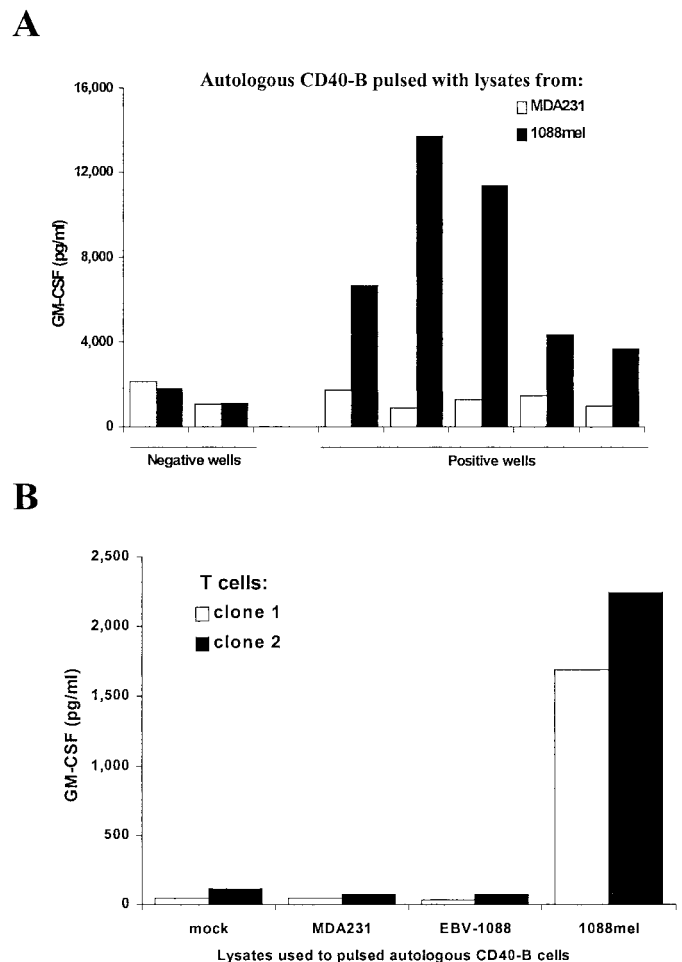 A
Autologous CD40-B pulsed with lysates from:
MDA231
1088mel
16,000
12,000
8,000
4,000
0
GM-CSF (pg/ml)
Negative wells
Positive wells
B
T cells:
clone 1
clone 2
2,500
2,000
1,500
1,000
500
0
GM-CSF (pg/ml)
mock
MDA231
EBV-1088
1088mel
Lysates used to pulsed autologous CD40-B cells